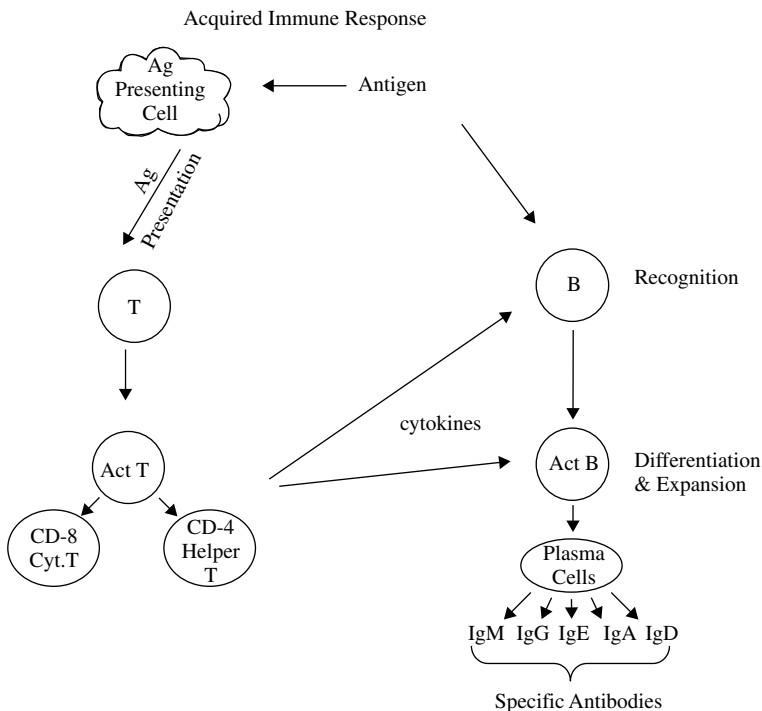 Acquired Immune Response
Ag
Presenting
Cell
Antigen
Ag
Presentation
T
B
Recognition
cytokines
Act T
Act B
Differentiation
& Expansion
CD-8
Cyt.T
CD-4
Helper
T
Plasma
Cells
IgM IgG IgE IgA IgD
Specific Antibodies